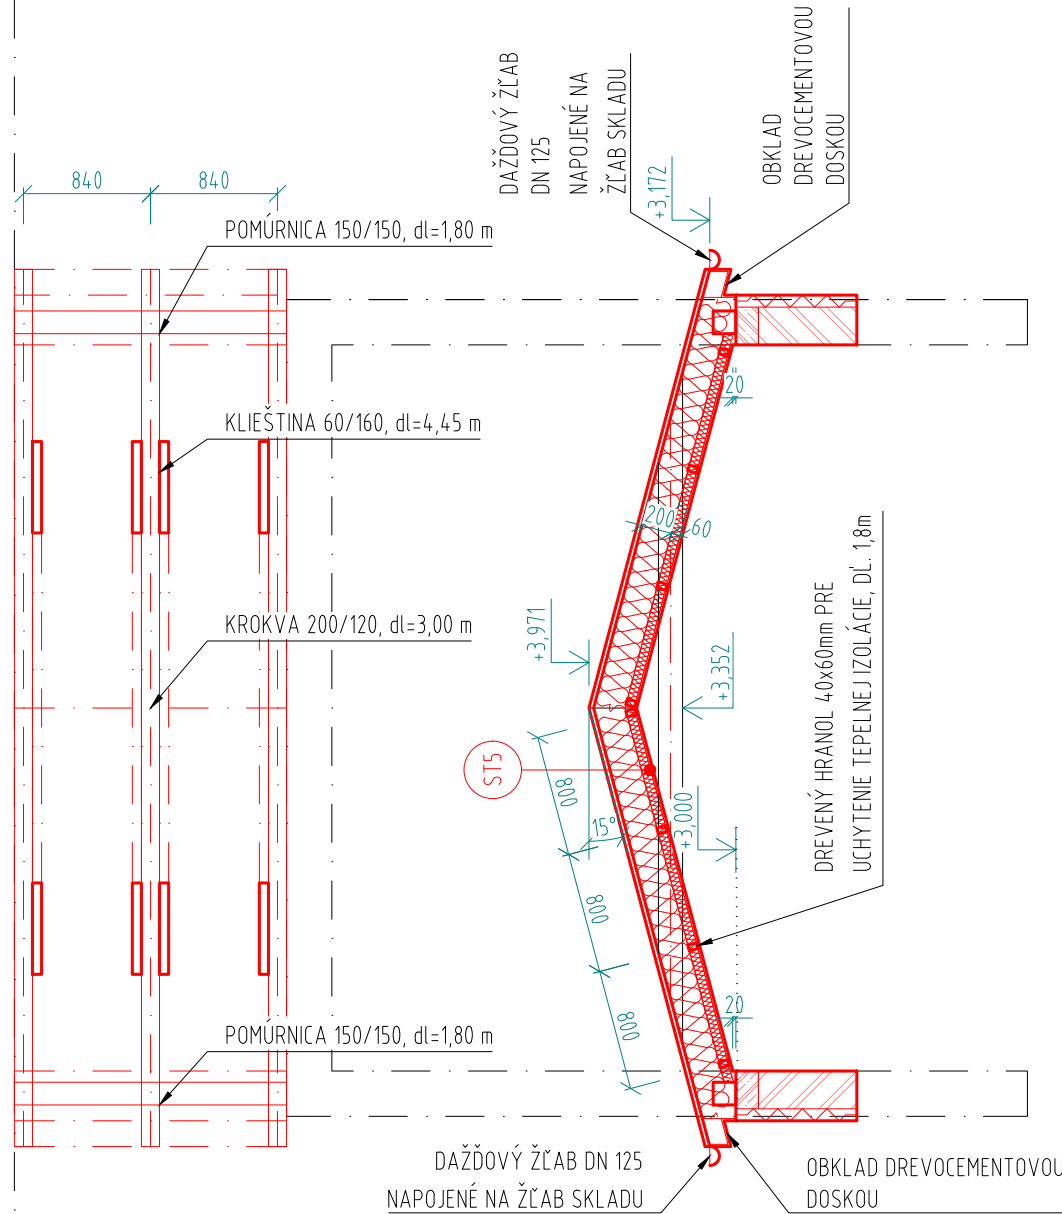 DAŽĎOVÝ ŽĽAB
DN 125
NAPOJENÉ NA
ŽĽAB SKLADU
OBKLAD
DREVOCEMENTOVOU
DOSKOU
+3,172
840
840
POMÚRNICA 150/150, dl=1,80 m
20
KLIEŠTINA 60/160, dl=4,45 m
200
60
KROKVA 200/120, dl=3,00 m
+3,971
+3,352
DREVENÝ HRANOL 40x60mm PRE
UCHYTENIE TEPELNEJ IZOLÁCIE, DĹ. 1,8m
ST5
800
15°
+3,000
800
800
20
POMÚRNICA 150/150, dl=1,80 m
DAŽĎOVÝ ŽĽAB DN 125
NAPOJENÉ NA ŽĽAB SKLADU
OBKLAD DREVOCEMENTOVOU
DOSKOU